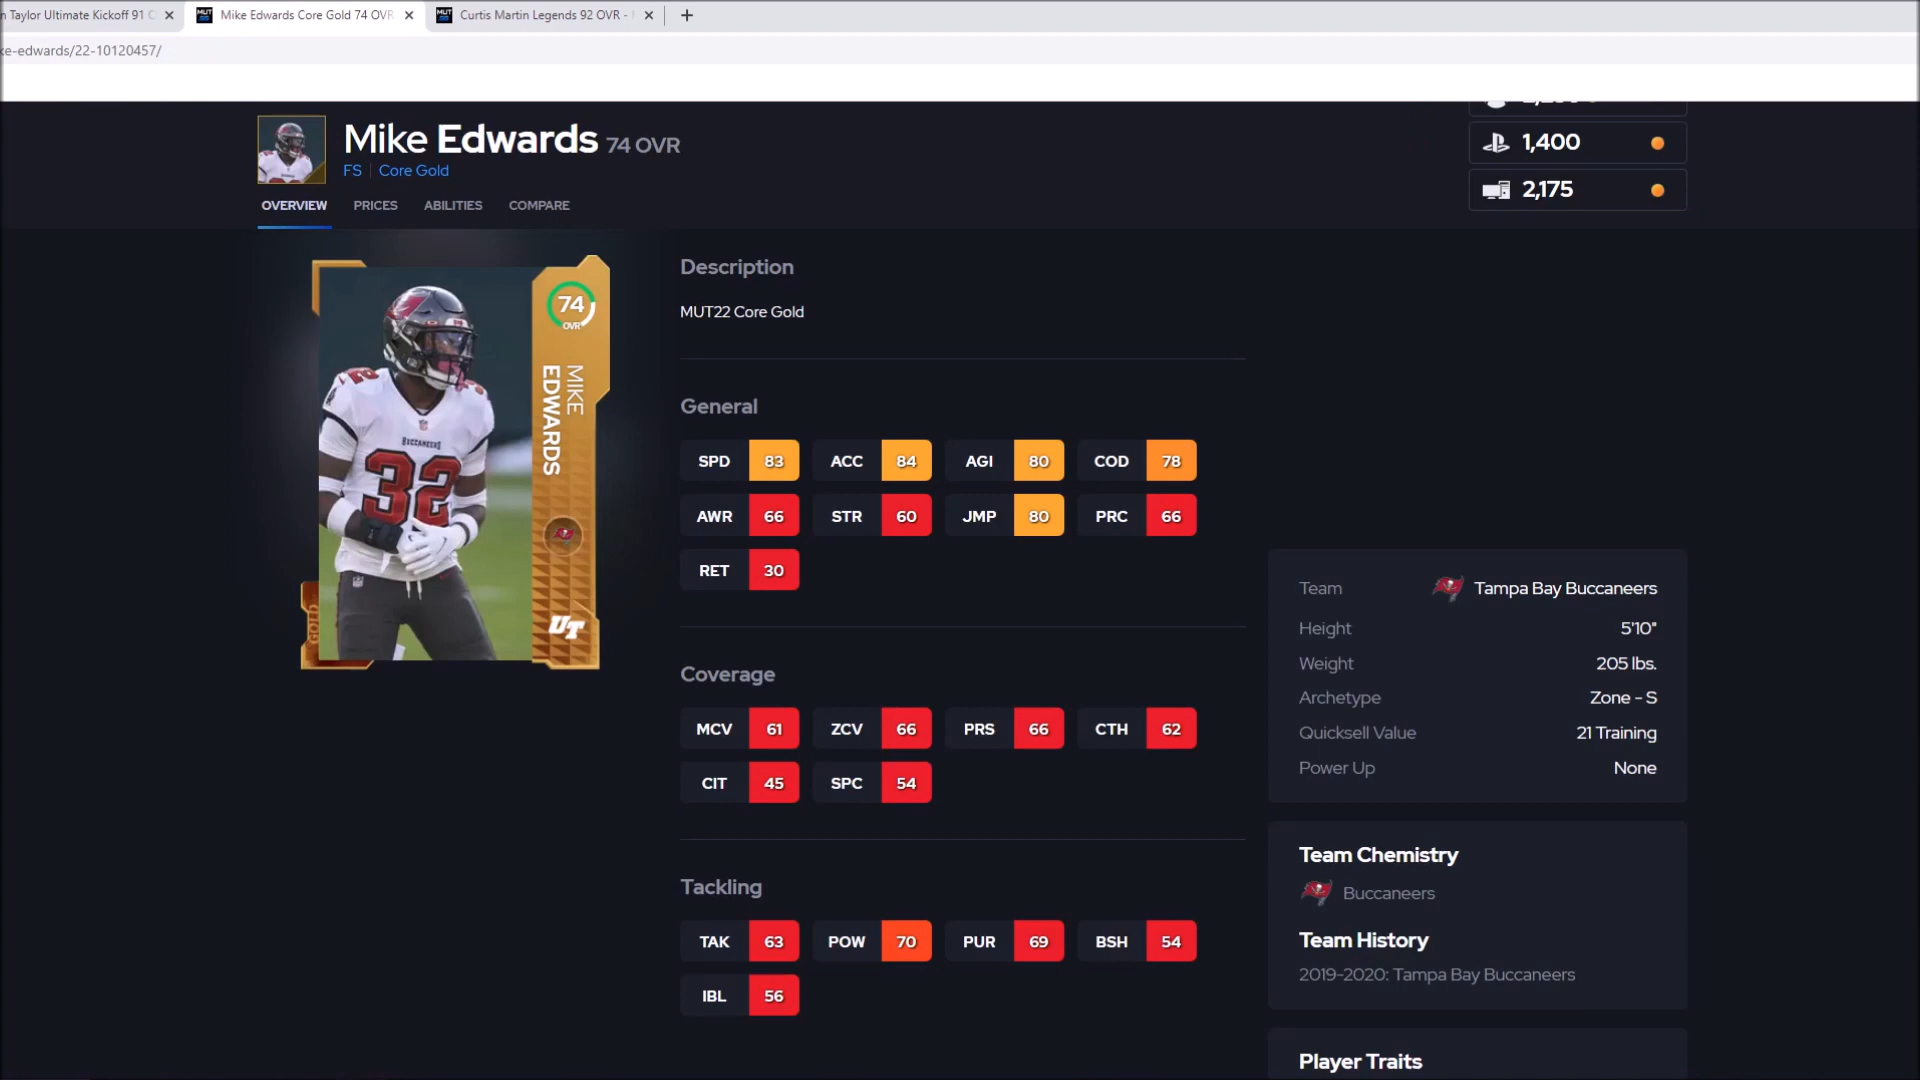 n Taylor Ultimate Kickoff 91 O
Mike Edwards Core Gold 74 OVR
Curtis Martin Legends 92 OVR -
ke-edwards/22-10120457/
Mike Edwards 74 OVR
FS
Core Gold
1,400
2,175
OVERVIEW
PRICES
ABILITIES
COMPARE
74
OVR
MIKE
EDWARDS
BUCCANEERS
32
GOLD
UT
Description
MUT22 Core Gold
General
SPD 83
ACC 84
AGI 80
COD 78
AWR 66
STR 60
JMP 80
PRC 66
RET 30
Coverage
MCV 61
ZCV 66
PRS 66
CTH 62
CIT 45
SPC 54
Tackling
TAK 63
POW 70
PUR 69
BSH 54
IBL 56
Team Tampa Bay Buccaneers
Height 5'10"
Weight 205 lbs.
Archetype Zone - S
Quicksell Value 21 Training
Power Up None
Team Chemistry
Buccaneers
Team History
2019-2020: Tampa Bay Buccaneers
Player Traits